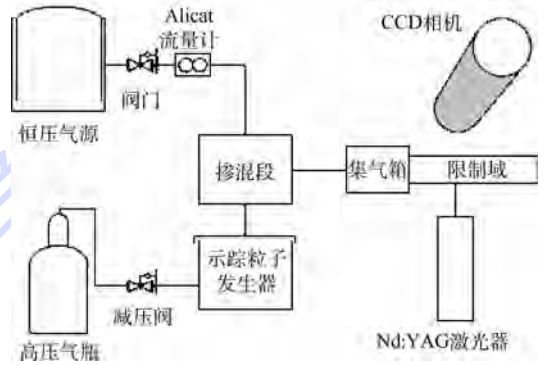 Alicat
流量计
CCD相机
阀门
恒压气源
掺混段
集气箱
限制域
示踪粒子
发生器
减压阀
高压气瓶
Nd:YAG激光器